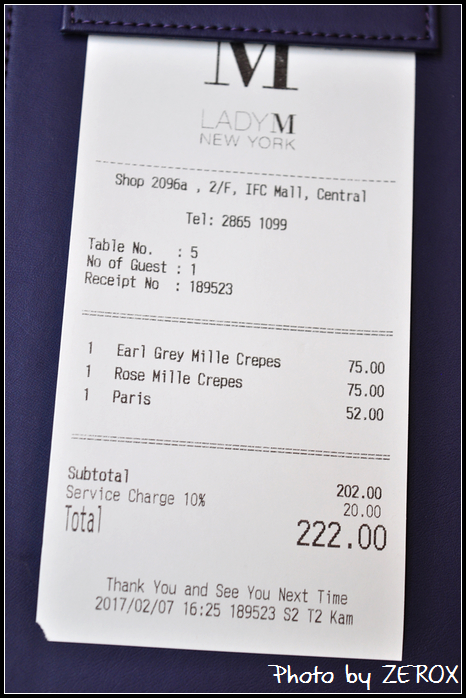 M
LADY M
NEW YORK
Shop 2096a , 2/F, IFC Mall, Central
Tel: 2865 1099
Table No. : 5
No of Guest : 1
Receipt No : 189523
1 Earl Grey Mille Crepes 75.00
1 Rose Mille Crepes 75.00
1 Paris 52.00
Subtotal 202.00
Service Charge 10% 20.00
Total 222.00
Thank You and See You Next Time
2017/02/07 16:25 189523 S2 T2 Kam
Photo by ZEROX